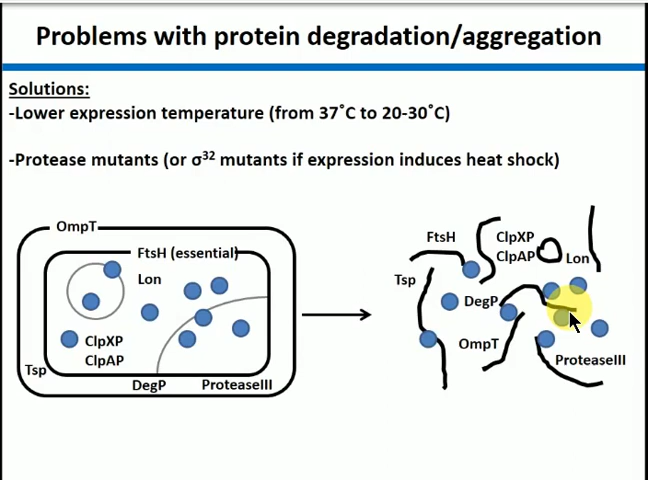 Problems with protein degradation/aggregation
Solutions:
-Lower expression temperature (from 37˚C to 20-30˚C)
-Protease mutants (or σ³² mutants if expression induces heat shock)
OmpT
FtsH (essential)
Lon
ClpXP
ClpAP
Tsp
DegP
ProteaseIII
FtsH
ClpXP
ClpAP
Lon
Tsp
DegP
OmpT
ProteaseIII